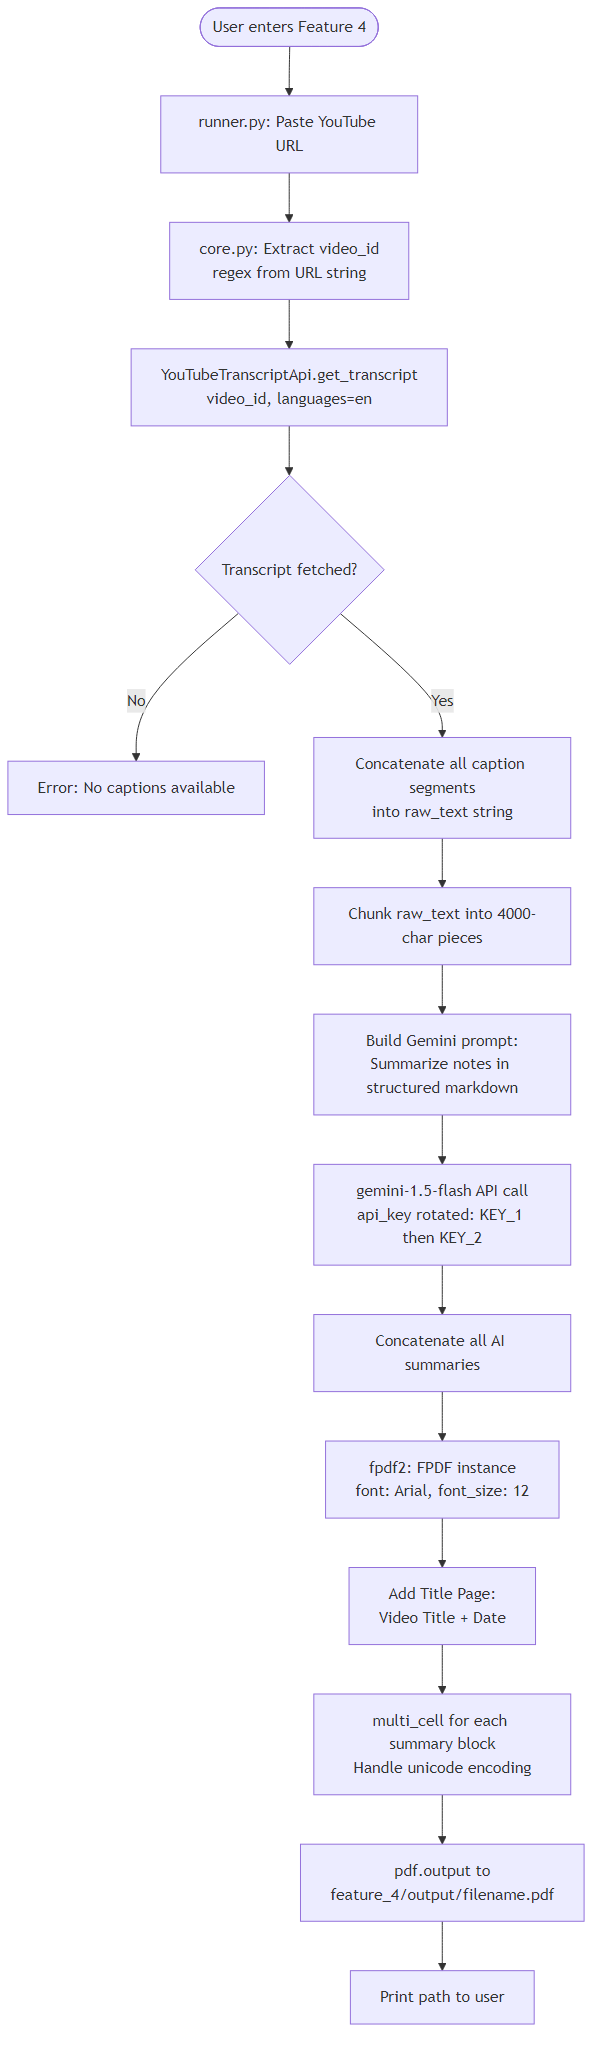 User enters Feature 4
runner.py: Paste YouTube
URL
core.py: Extract video_id
regex from URL string
YouTubeTranscriptApi.get_transcript
video_id, languages=en
Transcript fetched?
No
Yes
Error: No captions available
Concatenate all caption
segments
into raw_text string
Chunk raw_text into 4000-
char pieces
Build Gemini prompt:
Summarize notes in
structured markdown
gemini-1.5-flash API call
api_key rotated: KEY_1
then KEY_2
Concatenate all AI
summaries
fpdf2: FPDF instance
font: Arial, font_size: 12
Add Title Page:
Video Title + Date
multi_cell for each
summary block
Handle unicode encoding
pdf.output to
feature_4/output/filename.pdf
Print path to user